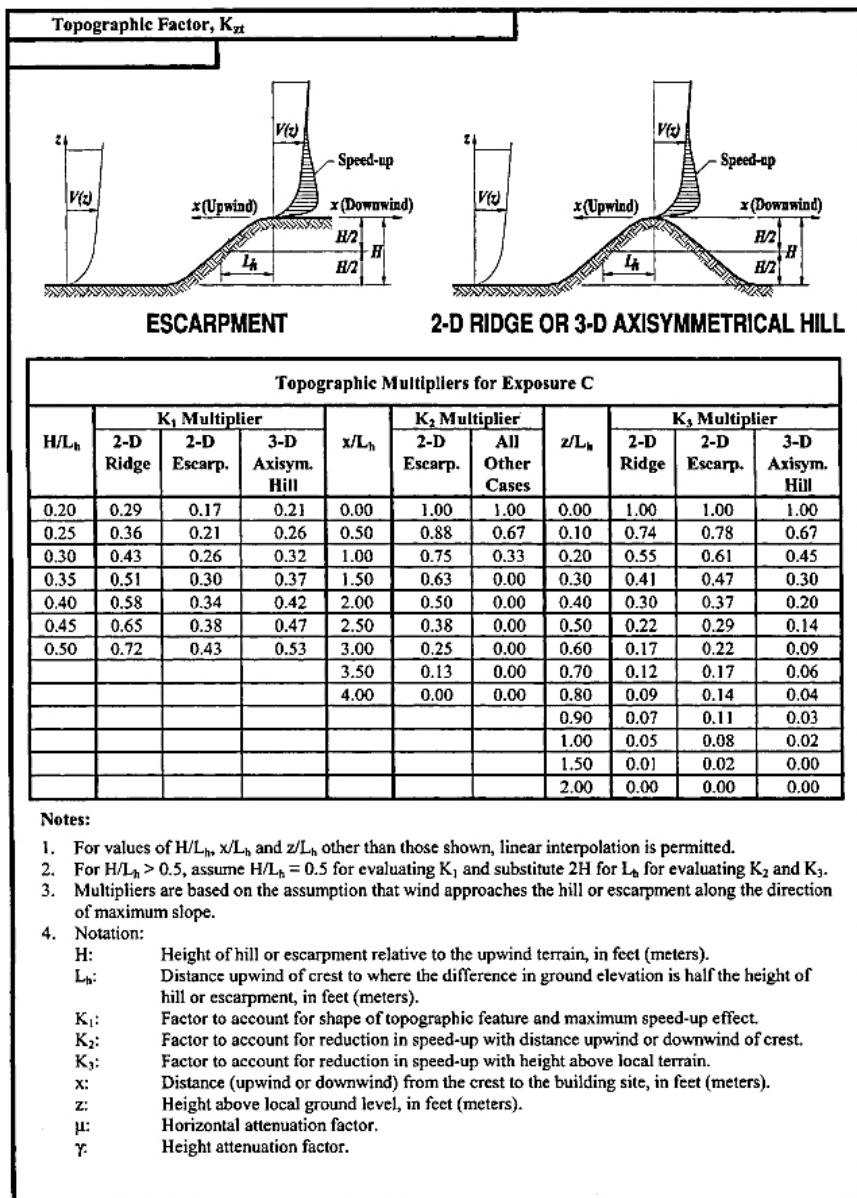 Topographic Factor, Kzt
z
V(z)
V(z)
Speed-up
x(Upwind)
x(Downwind)
H/2
H
Lh
H/2
ESCARPMENT
z
V(z)
V(z)
Speed-up
x(Upwind)
x(Downwind)
H/2
H
Lh
H/2
2-D RIDGE OR 3-D AXISYMMETRICAL HILL
Topographic Multipliers for Exposure C
K1 Multiplier K2 Multiplier K3 Multiplier
H/Lh 2-D Ridge 2-D Escarp. 3-D Axisym. Hill x/Lh 2-D Escarp. All Other Cases z/Lh 2-D Ridge 2-D Escarp. 3-D Axisym. Hill
0.20 0.29 0.17 0.21 0.00 1.00 1.00 0.00 1.00 1.00 1.00
0.25 0.36 0.21 0.26 0.50 0.88 0.67 0.10 0.74 0.78 0.67
0.30 0.43 0.26 0.32 1.00 0.75 0.33 0.20 0.55 0.61 0.45
0.35 0.51 0.30 0.37 1.50 0.63 0.00 0.30 0.41 0.47 0.30
0.40 0.58 0.34 0.42 2.00 0.50 0.00 0.40 0.30 0.37 0.20
0.45 0.65 0.38 0.47 2.50 0.38 0.00 0.50 0.22 0.29 0.14
0.50 0.72 0.43 0.53 3.00 0.25 0.00 0.60 0.17 0.22 0.09
3.50 0.13 0.00 0.70 0.12 0.17 0.06
4.00 0.00 0.00 0.80 0.09 0.14 0.04
0.90 0.07 0.11 0.03
1.00 0.05 0.08 0.02
1.50 0.01 0.02 0.00
2.00 0.00 0.00 0.00
Notes:
1. For values of H/Lh, x/Lh and z/Lh other than those shown, linear interpolation is permitted.
2. For H/Lh > 0.5, assume H/Lh = 0.5 for evaluating K1 and substitute 2H for Lh for evaluating K2 and K3.
3. Multipliers are based on the assumption that wind approaches the hill or escarpment along the direction
of maximum slope.
4. Notation:
H: Height of hill or escarpment relative to the upwind terrain, in feet (meters).
Lh: Distance upwind of crest to where the difference in ground elevation is half the height of
hill or escarpment, in feet (meters).
K1: Factor to account for shape of topographic feature and maximum speed-up effect.
K2: Factor to account for reduction in speed-up with distance upwind or downwind of crest.
K3: Factor to account for reduction in speed-up with height above local terrain.
x: Distance (upwind or downwind) from the crest to the building site, in feet (meters).
z: Height above local ground level, in feet (meters).
μ: Horizontal attenuation factor.
γ: Height attenuation factor.